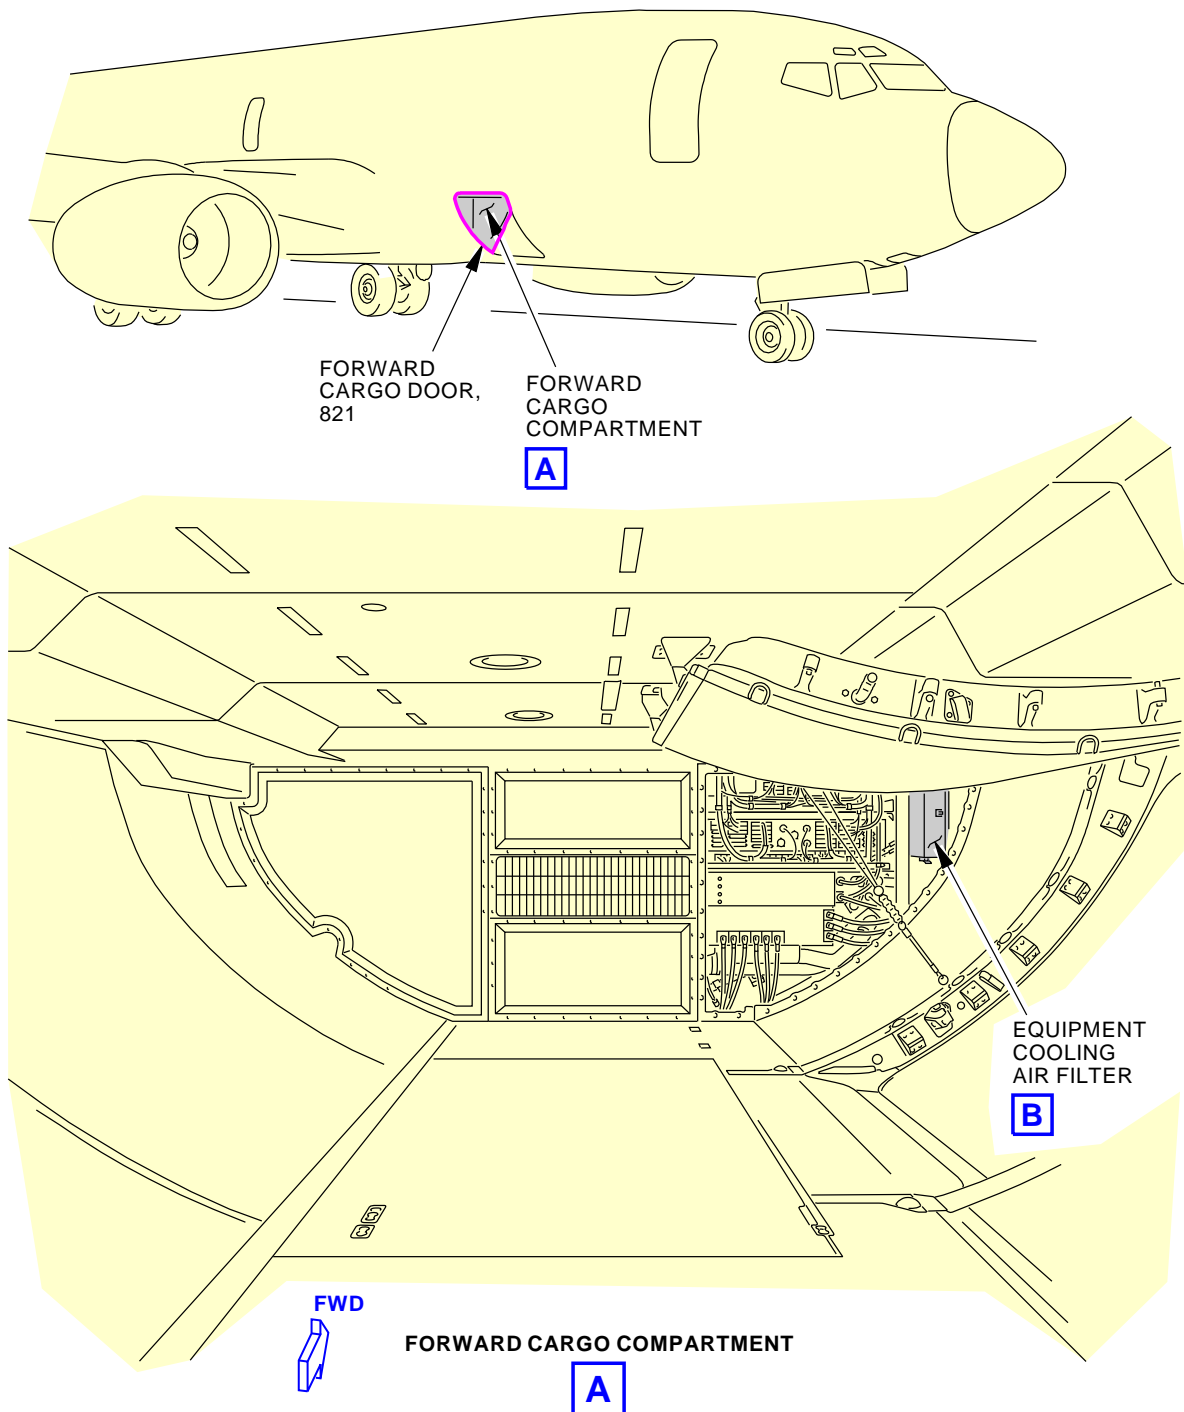 FORWARD
CARGO DOOR,
821
FORWARD
CARGO
COMPARTMENT
A
EQUIPMENT
COOLING
AIR FILTER
B
FWD
FORWARD CARGO COMPARTMENT
A